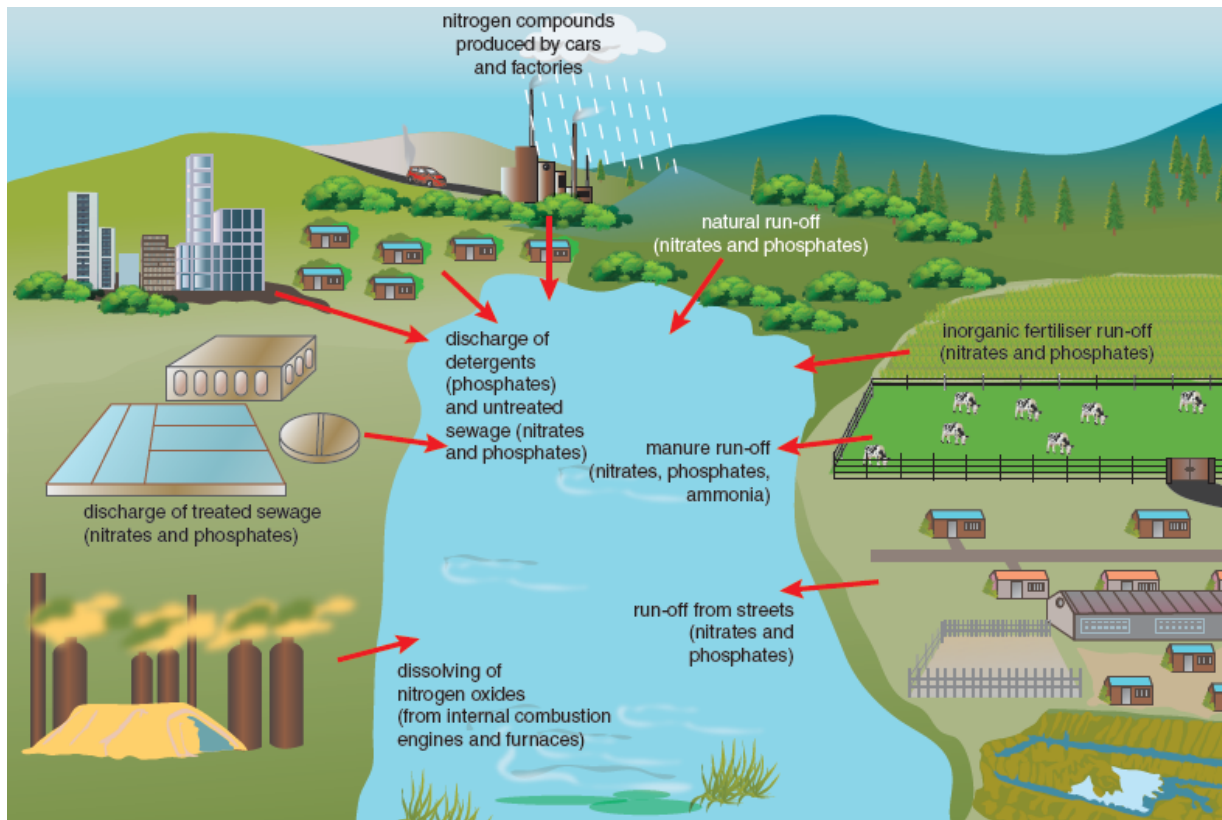 nitrogen compounds
produced by cars
and factories
natural run-off
(nitrates and phosphates)
inorganic fertiliser run-off
(nitrates and phosphates)
discharge of
detergents
(phosphates)
and untreated
sewage (nitrates
and phosphates)
manure run-off
(nitrates, phosphates,
ammonia)
discharge of treated sewage
(nitrates and phosphates)
run-off from streets
(nitrates and
phosphates)
dissolving of
nitrogen oxides
(from internal combustion
engines and furnaces)